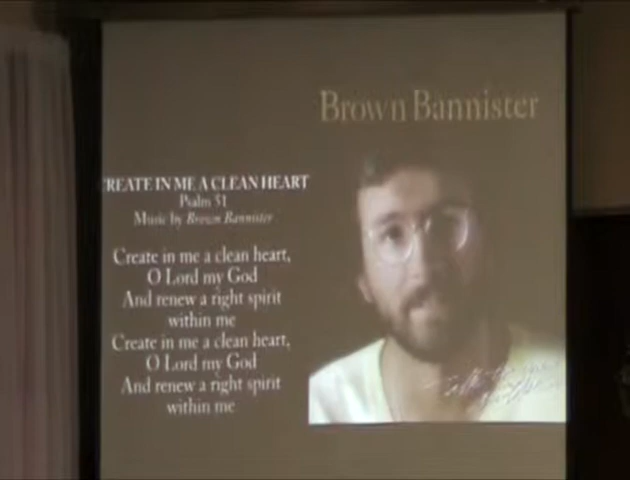 Brown Bannister
REATE IN ME A CLEAN HEART
Psalm 51
Music by Brown Bannister
Create in me a clean heart,
O Lord my God
And renew a right spirit
within me
Create in me a clean heart,
O Lord my God
And renew a right spirit
within me